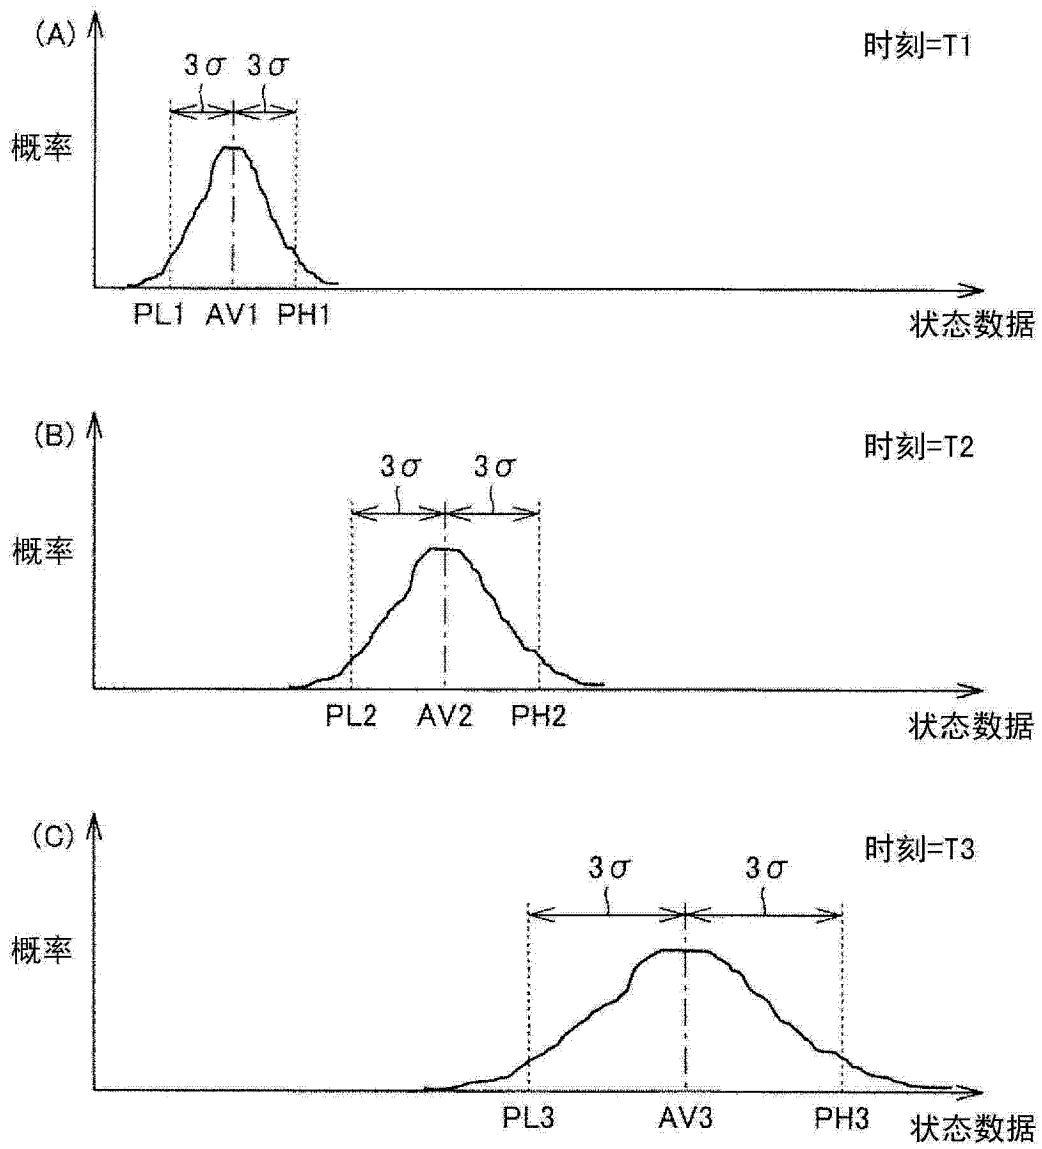 (A)
时刻=T1
3σ 3σ
概率
PL1 AV1 PH1
状态数据
(B)
时刻=T2
3σ 3σ
概率
PL2 AV2 PH2
状态数据
(C)
时刻=T3
3σ 3σ
概率
PL3 AV3 PH3
状态数据